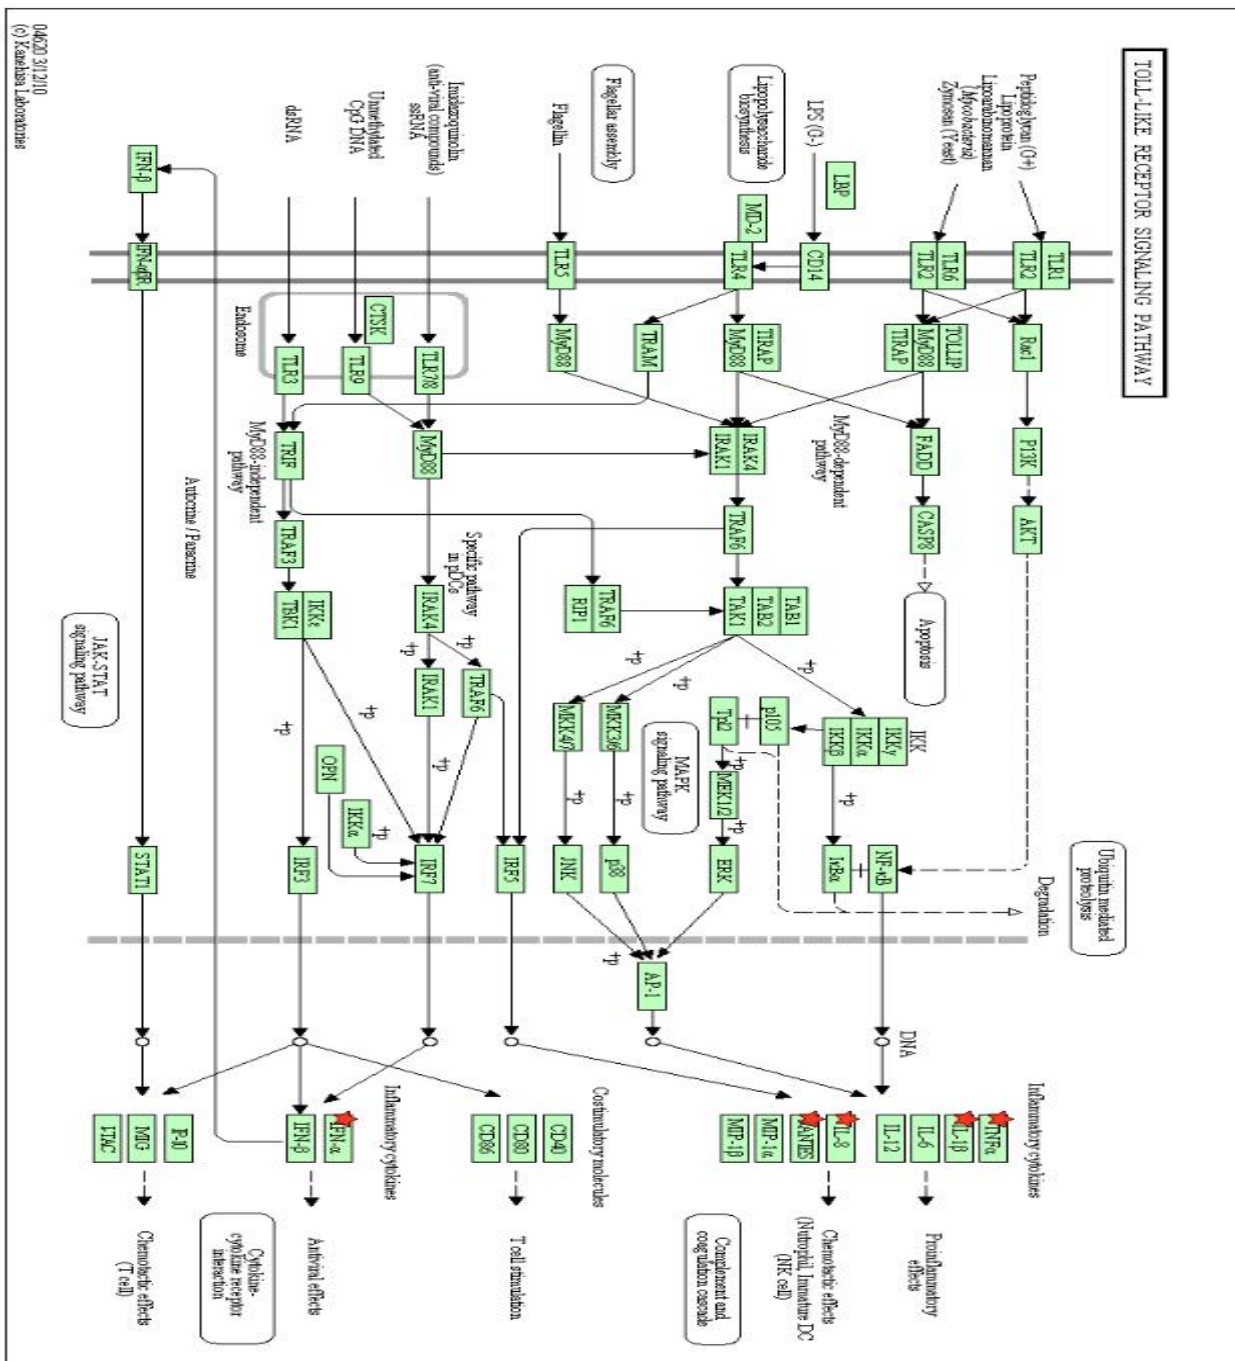 TOLL-LIKE RECEPTOR SIGNALING PATHWAY
Peptidoglycan (G+)
Lipoprotein
Lipoarabinomannan
(Mycobacteria)
Zymosan (Yeast)
TLR1
TLR2
Rac1
PI3K
AKT
TLR6
TLR2
TOLLIP
MyD88
TIRAP
FADD
CASP8
Apoptosis
Ubiquitin mediated
proteolysis
Degradation
LBP
LPS (G-)
CD14
MyD88-dependent
pathway
TAB1
TAB2
TAK1
IKK
IKKγ
IKKα
IKKβ
+p
+p
NF-κB
IκBα
DNA
Inflammatory cytokines
TNFα
IL-1β
IL-6
IL-12
Proinflammatory
effects
Lipopolysaccharide
biosynthesis
MD-2
TLR4
TIRAP
MyD88
IRAK4
IRAK1
TRAF6
p105
Tpl2
+p
MEK1/2
+p
ERK
IL-8
RANTES
MIP-1α
MIP-1β
Chemotactic effects
(Nutrophil, Immature DC
(NK cell)
Complement and
coagulation cascade
TRAM
TRAF6
RIP1
+p
+p
MAPK
signaling pathway
MKK3/6
+p
p38
AP-1
+p
Flagellar assembly
Flagellin
TLR5
MyD88
MKK4/7
+p
JNK
IRF5
Costimulatory molecules
CD40
CD80
CD86
T cell stimulation
Imidazoquinolin
(anti-viral compounds)
ssRNA
TLR7/8
MyD88
Specific pathway
in pDCs
IRAK4
+p
+p
TRAF6
IRAK1
+p
IRF7
Unmethylated
CpG DNA
CTSK
TLR9
IKKα
+p
OPN
Inflammatory cytokines
IFN-α
IFN-β
Antiviral effects
dsRNA
TLR3
TRIF
TRAF3
IKKε
TBK1
+p
+p
IRF3
Endosome
MyD88-independent
pathway
Cytokine-
cytokine receptor
interaction
Autocrine / Paracrine
IFN-β
IFN-αβR
STAT1
IP-10
MIG
I-TAC
Chemotactic effects
(T cell)
JAK-STAT
signaling pathway
04620 3/12/10
(c) Kanehisa Laboratories